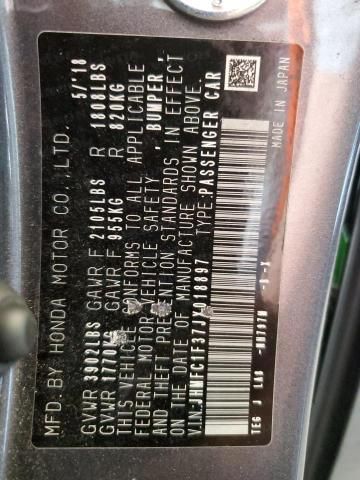 MFD.BY HONDA MOTOR CO.,LTD. 5/'18
GVWR 3902LBS GAWR F 2105LBS R 1808LBS
GVWR 1770KG GAWR F 955KG R 820KG
THIS VEHICLE CONFORMS TO ALL APPLICABLE
FEDERAL MOTOR VEHICLE SAFETY, BUMPER,
AND THEFT PREVENTION STANDARDS IN EFFECT
ON THE DATE OF MANUFACTURE SHOWN ABOVE.
V.I.N: TYPE:PASSENGER CAR
TEG J LAB
MADE IN JAPAN